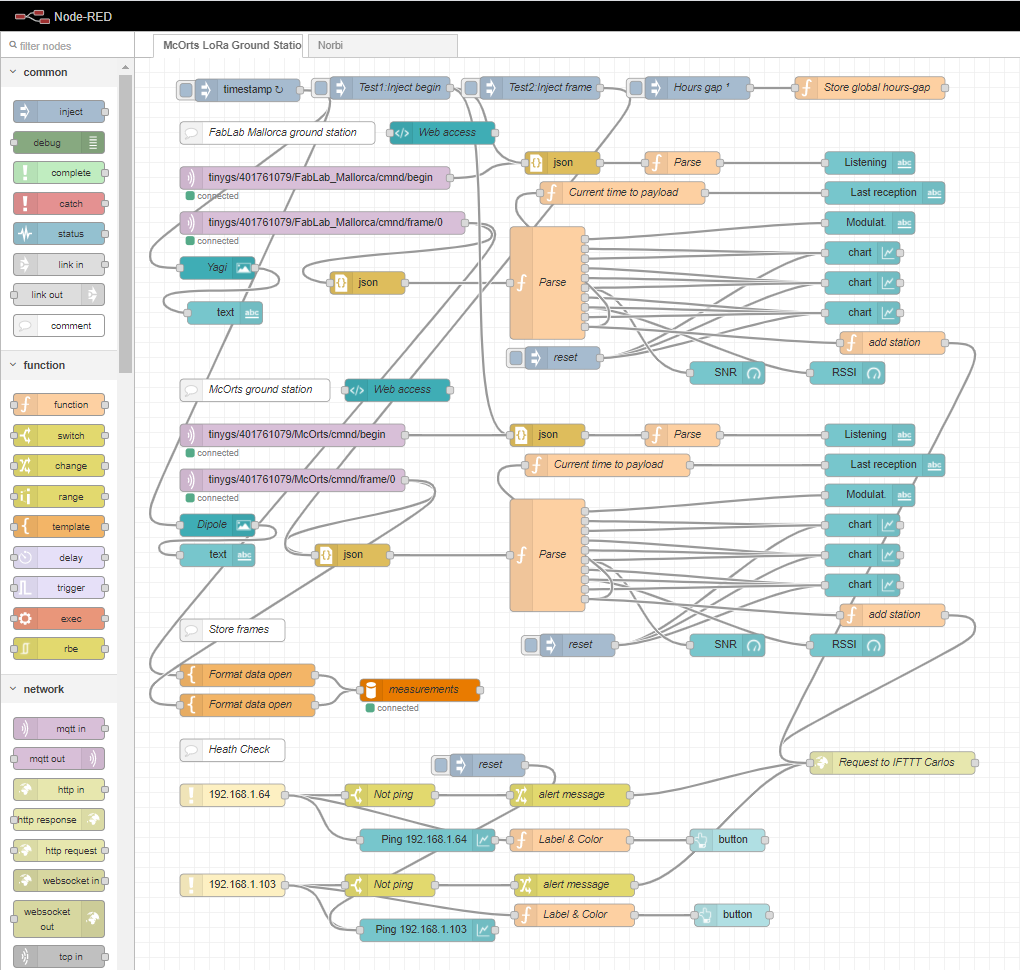 Node-RED
filter nodes
McOrts LoRa Ground Statio
Norbi
common
inject
debug
complete
catch
status
link in
link out
comment
function
function
switch
change
range
template
delay
trigger
exec
rbe
network
mqtt in
mqtt out
http in
http response
http request
websocket in
websocket
out
tcp in
timestamp ↻
Test1:Inject begin
Test2:Inject frame
Hours gap *
Store global hours-gap
FabLab Mallorca ground station
Web access
json
Parse
Listening
abc
tinygs/401761079/FabLab_Mallorca/cmnd/begin
connected
Current time to payload
Last reception
abc
tinygs/401761079/FabLab_Mallorca/cmnd/frame/0
connected
Modulat.
abc
Yagi
json
Parse
chart
chart
text
abc
chart
add station
reset
SNR
RSSI
McOrts ground station
Web access
tinygs/401761079/McOrts/cmnd/begin
connected
json
Parse
Listening
abc
Current time to payload
Last reception
abc
tinygs/401761079/McOrts/cmnd/frame/0
connected
Modulat.
abc
Dipole
chart
text
abc
json
Parse
chart
chart
add station
Store frames
reset
SNR
RSSI
Format data open
measurements
connected
Format data open
Heath Check
reset
Request to IFTTT Carlos
192.168.1.64
Not ping
alert message
Ping 192.168.1.64
Label & Color
button
192.168.1.103
Not ping
alert message
Label & Color
button
Ping 192.168.1.103